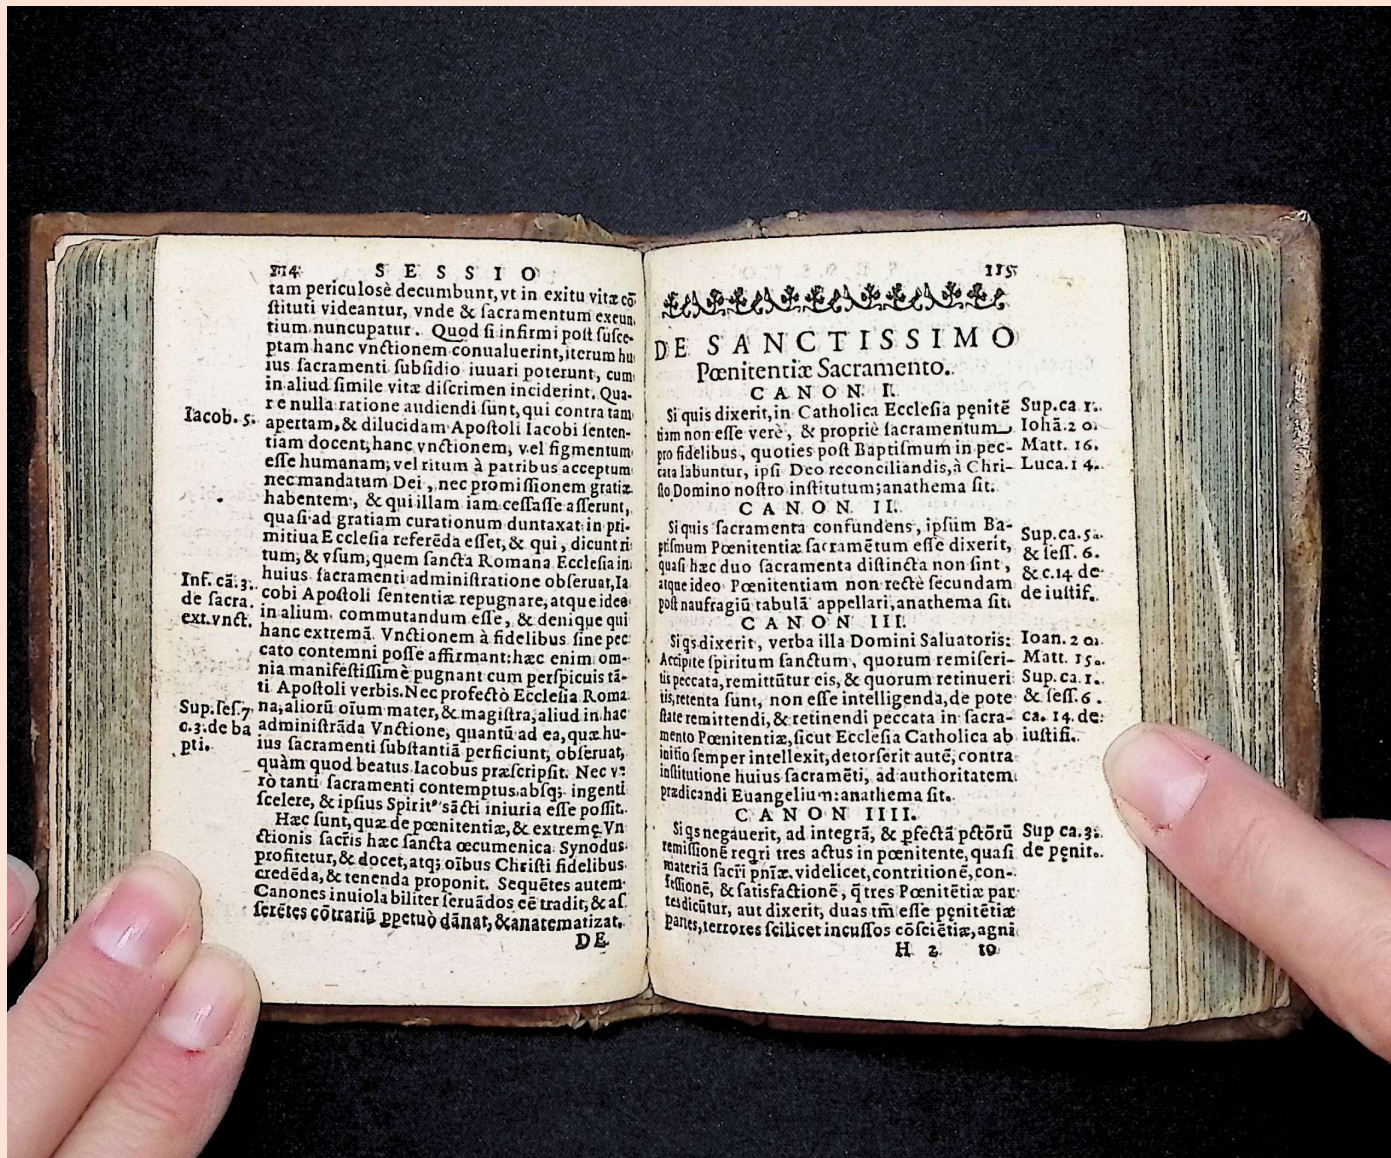 114 SESSIO
tam periculosè decumbunt, vt in exitu vitæ cō
ſtituti videantur, vnde & ſacramentum exeun
tium nuncupatur. Quod ſi infirmi poſt ſuſce-
ptam hanc vnctionem conualuerint, iterum hu
ius ſacramenti ſubſidio iuuari poterunt, cum
in aliud ſimile vitæ diſcrimen inciderint. Qua-
re nulla ratione audiendi ſunt, qui contra tam
Iacob. 5. apertam, & dilucidam Apoſtoli Iacobi ſenten-
tiam docent, hanc vnctionem, vel figmentum
eſſe humanam, vel ritum à patribus acceptum
nec mandatum Dei, nec promiſſionem gratiæ
habentem, & qui illam iam ceſſaſſe aſſerunt,
quaſi ad gratiam curationum duntaxat in pri-
mitiua Eccleſia referēda eſſet, & qui, dicunt ri
tum, & vſum, quem ſancta Romana Eccleſia in
Inf. cā. 3. huius ſacramenti adminiſtratione obſeruat, Ia
de ſacra. cobi Apoſtoli ſententiæ repugnare, atque ideo
ext. vnct. in alium commutandum eſſe, & denique qui
hanc extremā Vnctionem à fidelibus ſine pec
cato contemni poſſe affirmant: hæc enim om-
nia manifeſtiſſimè pugnant cum perſpicuis tā-
ti Apoſtoli verbis. Nec profectò Eccleſia Roma
Sup. ſeſ. 7 na, aliorū oīum mater, & magiſtra, aliud in hac
c. 3. de ba adminiſtrāda Vnctione, quantū ad ea, quæ hu-
pti. ius ſacramenti ſubſtantiā perficiunt, obſeruat,
quàm quod beatus Iacobus præſcripſit. Nec ve
rò tanti ſacramenti contemptus abſq; ingenti
ſcelere, & ipſius Spiritꝰ sācti iniuria eſſe poſſit.
Hæc ſunt, quæ de pœnitentiæ, & extremę Vn
ctionis ſacrīs hæc ſancta œcumenica Synodus
profitetur, & docet, atq; oībus Chriſti fidelibus
credēda, & tenenda proponit. Sequētes autem
Canones inuiolabiliter ſeruādos eē tradit, & aſ
ſerētes cōtrariū ꝑpetuò dānat, & anatematizat.
DE
115
DE SANCTISSIMO
Pœnitentiæ Sacramento.
CANON I.
Si quis dixerit, in Catholica Eccleſia pęnitē Sup. ca 1.
tiam non eſſe verè, & propriè ſacramentum Iohā. 20.
pro fidelibus, quoties poſt Baptiſmum in pec- Matt. 16.
cata labuntur, ipſi Deo reconciliandis, à Chri- Luca. 14.
ſto Domino noſtro inſtitutum; anathema ſit.
CANON II.
Si quis ſacramenta confundens, ipſum Ba- Sup. ca. 5.
ptiſmum Pœnitentiæ ſacramētum eſſe dixerit, & ſeſſ. 6.
quaſi hæc duo ſacramenta diſtincta non ſint, & c. 14 de
atque ideo Pœnitentiam non rectè ſecundam de iuſtif.
poſt naufragiū tabulā appellari, anathema ſit.
CANON III.
Si qs dixerit, verba illa Domini Saluatoris: Ioan. 20.
Accipite ſpiritum ſanctum, quorum remiſeri- Matt. 15.
tis peccata, remittūtur eis, & quorum retinueri Sup. ca. 1.
tis, retenta ſunt, non eſſe intelligenda, de pote & ſeſſ. 6.
ſtate remittendi, & retinendi peccata in ſacra- ca. 14. de
mento Pœnitentiæ, ſicut Eccleſia Catholica ab iuſtifi.
initio ſemper intellexit, detorſerit autē, contra
inſtitutione huius ſacramēti, ad authoritatem
prædicandi Euangelium: anathema ſit.
CANON IIII.
Si qs negauerit, ad integrā, & ꝑfectā pctōrū Sup ca. 3.
remiſſionē reqri tres actus in pœnitente, quaſi de pęnit.
materiā ſacrī pnīæ. videlicet, contritionē, con-
feſſionē, & ſatisfactionē, q̄ tres Pœnitētiæ par
tes dicūtur, aut dixerit, duas tm̄ eſſe pęnitētiæ
partes, terrores ſcilicet incuſſos cōſciētiæ, agni
H 2 to